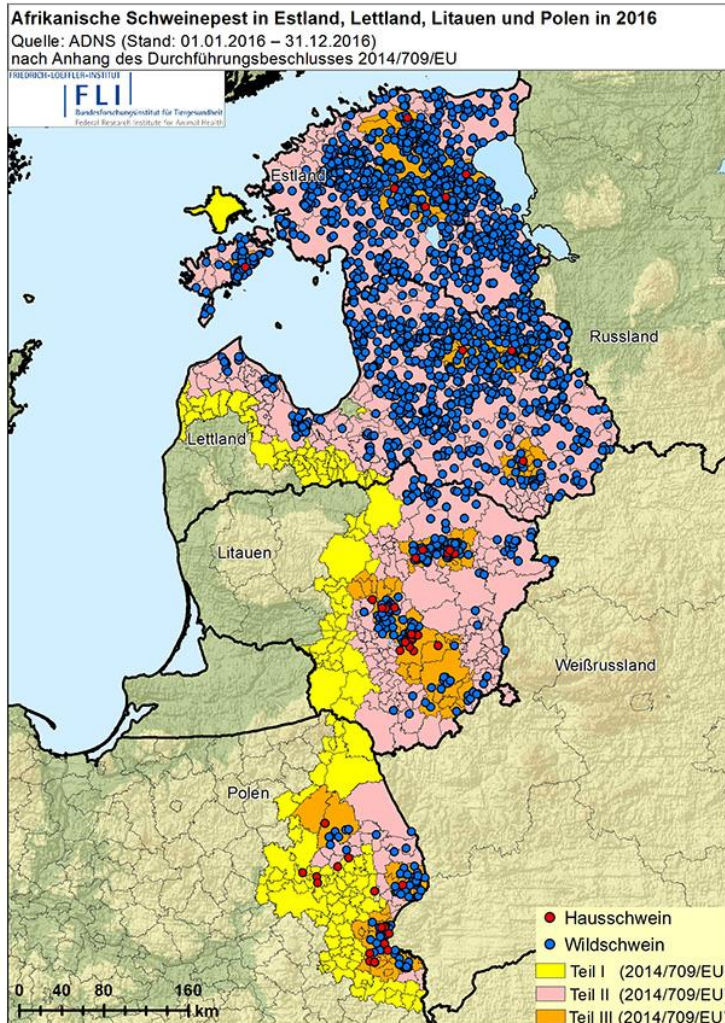 Afrikanische Schweinepest in Estland, Lettland, Litauen und Polen in 2016
Quelle: ADNS (Stand: 01.01.2016 – 31.12.2016)
nach Anhang des Durchführungsbeschlusses 2014/709/EU
FRIEDRICH-LOEFFLER-INSTITUT
FLI
Bundesforschungsinstitut für Tiergesundheit
Federal Research Institute for Animal Health
Estland
Russland
Lettland
Litauen
Weißrussland
Polen
Hausschwein
Wildschwein
Teil I (2014/709/EU
Teil II (2014/709/EU
Teil III (2014/709/EU
0 40 80 160
km